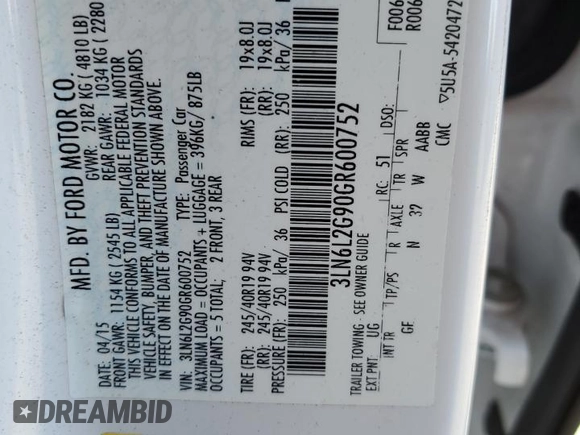 MFD. BY FORD MOTOR CO.
DATE: 04/15 GVWR: 2182 KG ( 4810 LB)
FRONT GAWR: 1154 KG ( 2545 LB) REAR GAWR: 1034 KG ( 2280
THIS VEHICLE CONFORMS TO ALL APPLICABLE FEDERAL MOTOR
VEHICLE SAFETY, BUMPER, AND THEFT PREVENTION STANDARDS
IN EFFECT ON THE DATE OF MANUFACTURE SHOWN ABOVE.
VIN: 3LN6L2G90GR600752 TYPE: Passenger Car
MAXIMUM LOAD = OCCUPANTS + LUGGAGE = 396KG/ 875LB
OCCUPANTS = 5 TOTAL; 2 FRONT, 3 REAR
TIRE (FR): 245/40R19 94V RIMS (FR): 19x8.0J
(RR): 245/40R19 94V (RR): 19x8.0J
PRESSURE (FR): 250 kPa/ 36 PSI COLD (RR): 250 kPa/ 36
F006
R006
3LN6L2G90GR600752
TRAILER TOWING - SEE OWNER GUIDE
EXT PNT: UG RC: 51 DSO:
INT TR TP/PS R AXLE TR SPR
GF N 37 W AABB
CMC ▽5U5A-5420472
DREAMBID